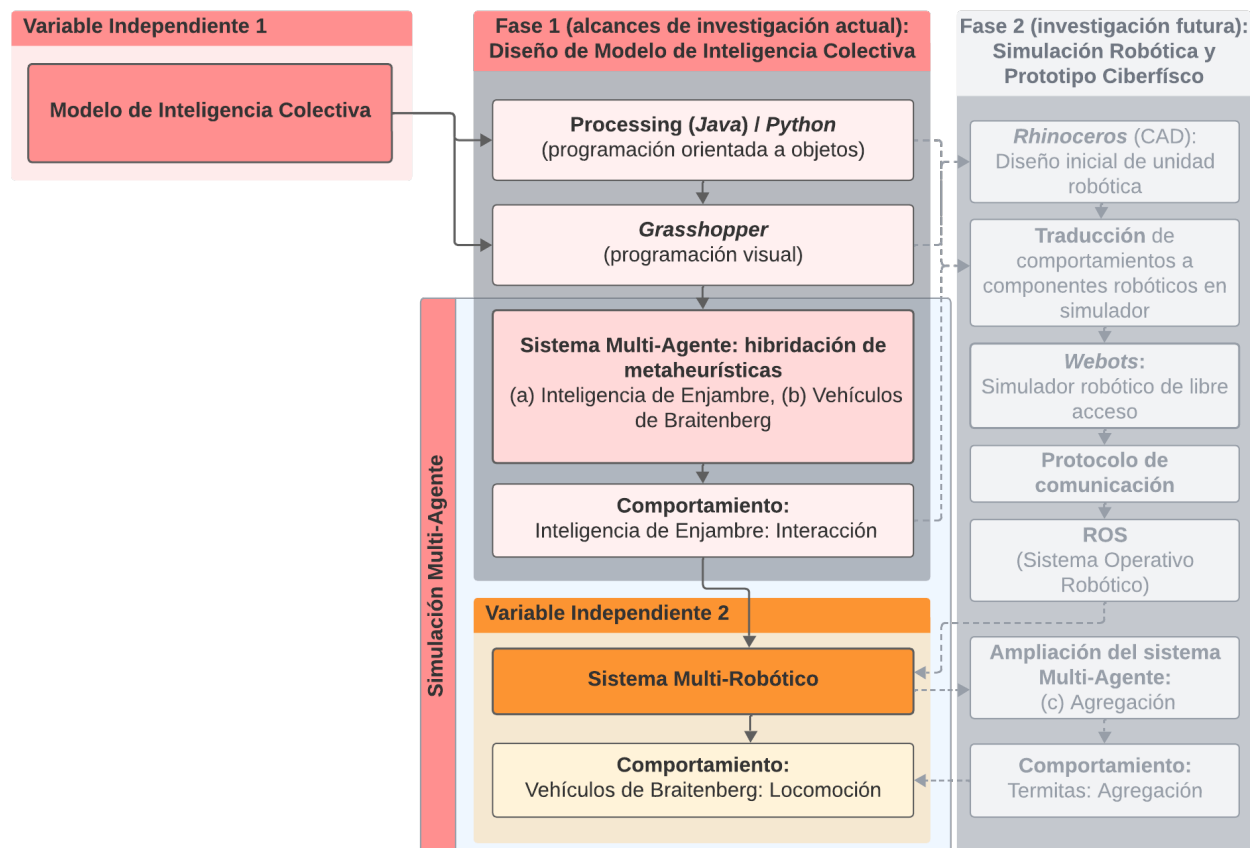 Variable Independiente 1
Modelo de Inteligencia Colectiva
Fase 1 (alcances de investigación actual):
Diseño de Modelo de Inteligencia Colectiva
Processing (Java) / Python
(programación orientada a objetos)
Grasshopper
(programación visual)
Simulación Multi-Agente
Sistema Multi-Agente: hibridación de
metaheurísticas
(a) Inteligencia de Enjambre, (b) Vehículos
de Braitenberg
Comportamiento:
Inteligencia de Enjambre: Interacción
Variable Independiente 2
Sistema Multi-Robótico
Comportamiento:
Vehículos de Braitenberg: Locomoción
Fase 2 (investigación futura):
Simulación Robótica y
Prototipo Ciberfísco
Rhinoceros (CAD):
Diseño inicial de unidad
robótica
Traducción de
comportamientos a
componentes robóticos en
simulador
Webots:
Simulador robótico de libre
acceso
Protocolo de
comunicación
ROS
(Sistema Operativo
Robótico)
Ampliación del sistema
Multi-Agente:
(c) Agregación
Comportamiento:
Termitas: Agregación